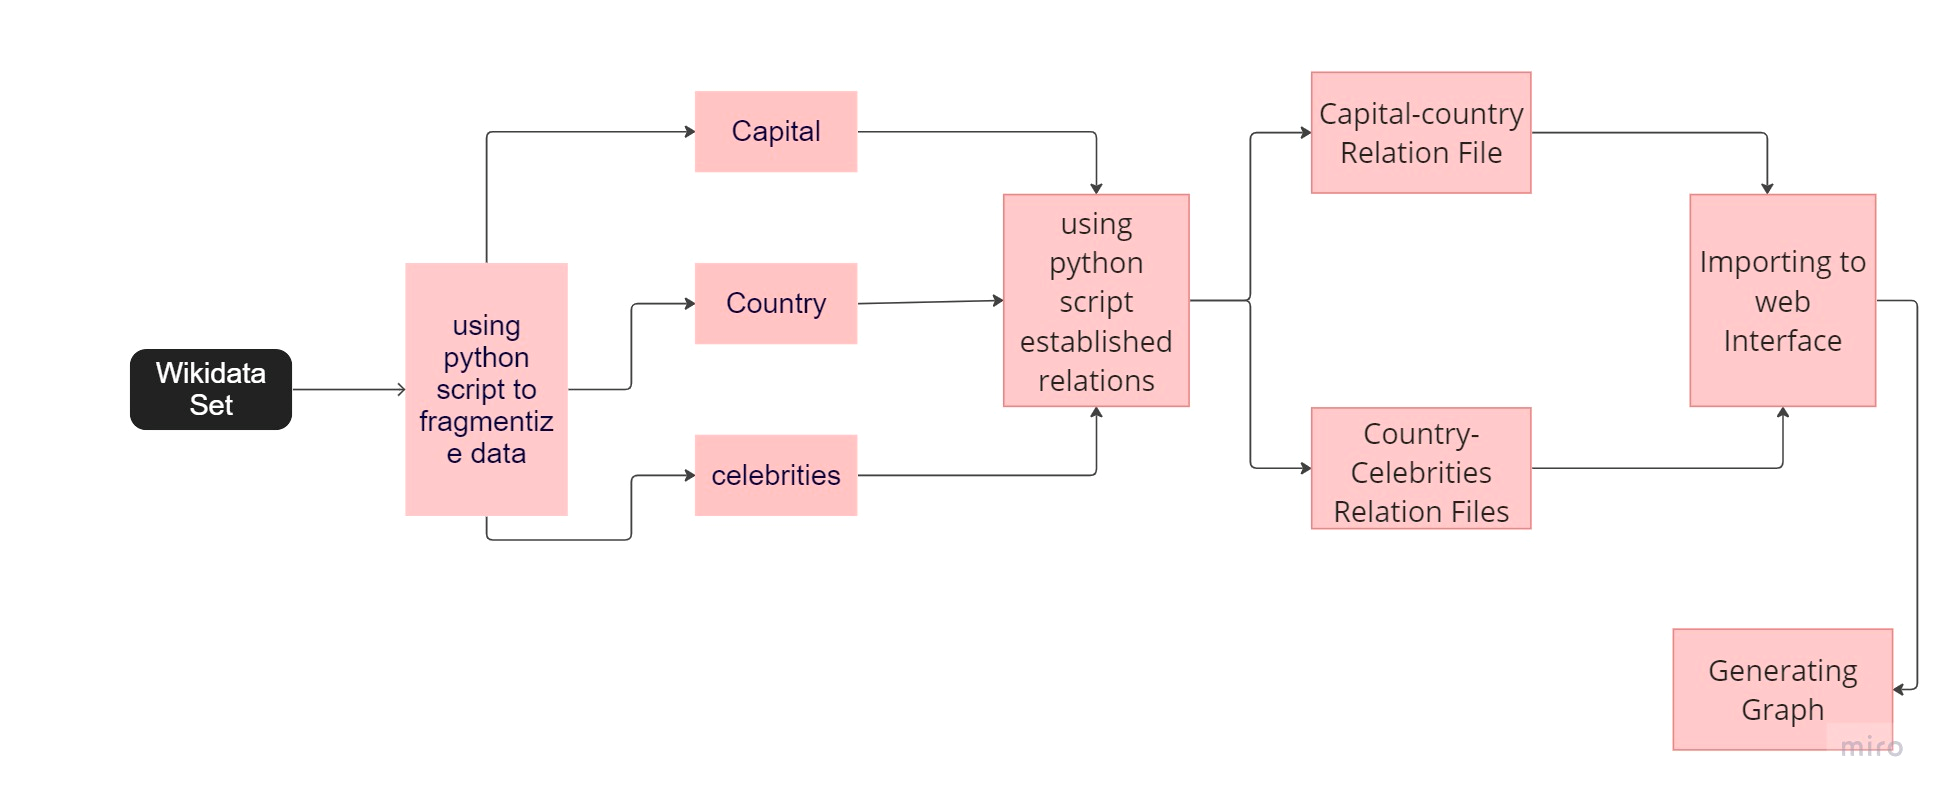 Wikidata
Set
using
python
script to
fragmentiz
e data
Capital
Country
celebrities
using
python
script
established
relations
Capital-country
Relation File
Country-
Celebrities
Relation Files
Importing to
web
Interface
Generating
Graph
miro